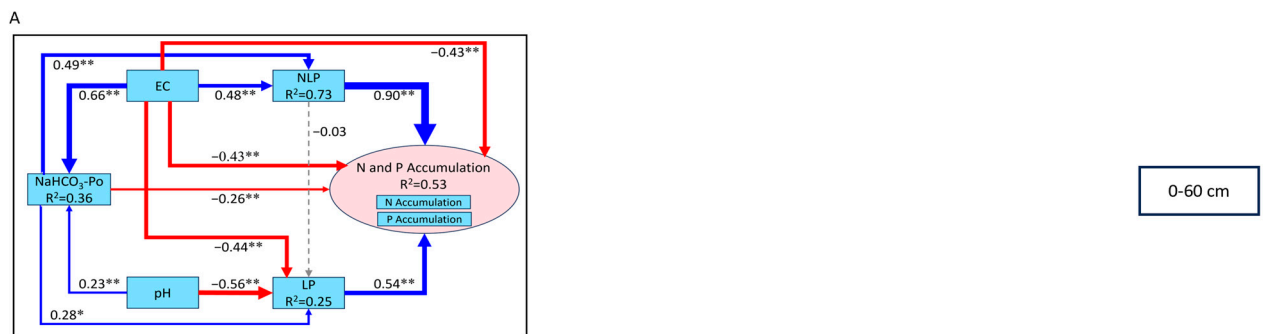 A
−0.43**
0.49**
EC
NLP
R²=0.73
0.66**
0.48**
0.90**
−0.03
−0.43**
N and P Accumulation
R²=0.53
NaHCO₃-Po
R²=0.36
−0.26**
N Accumulation
P Accumulation
0-60 cm
−0.44**
0.23**
pH
−0.56**
LP
R²=0.25
0.54**
0.28*